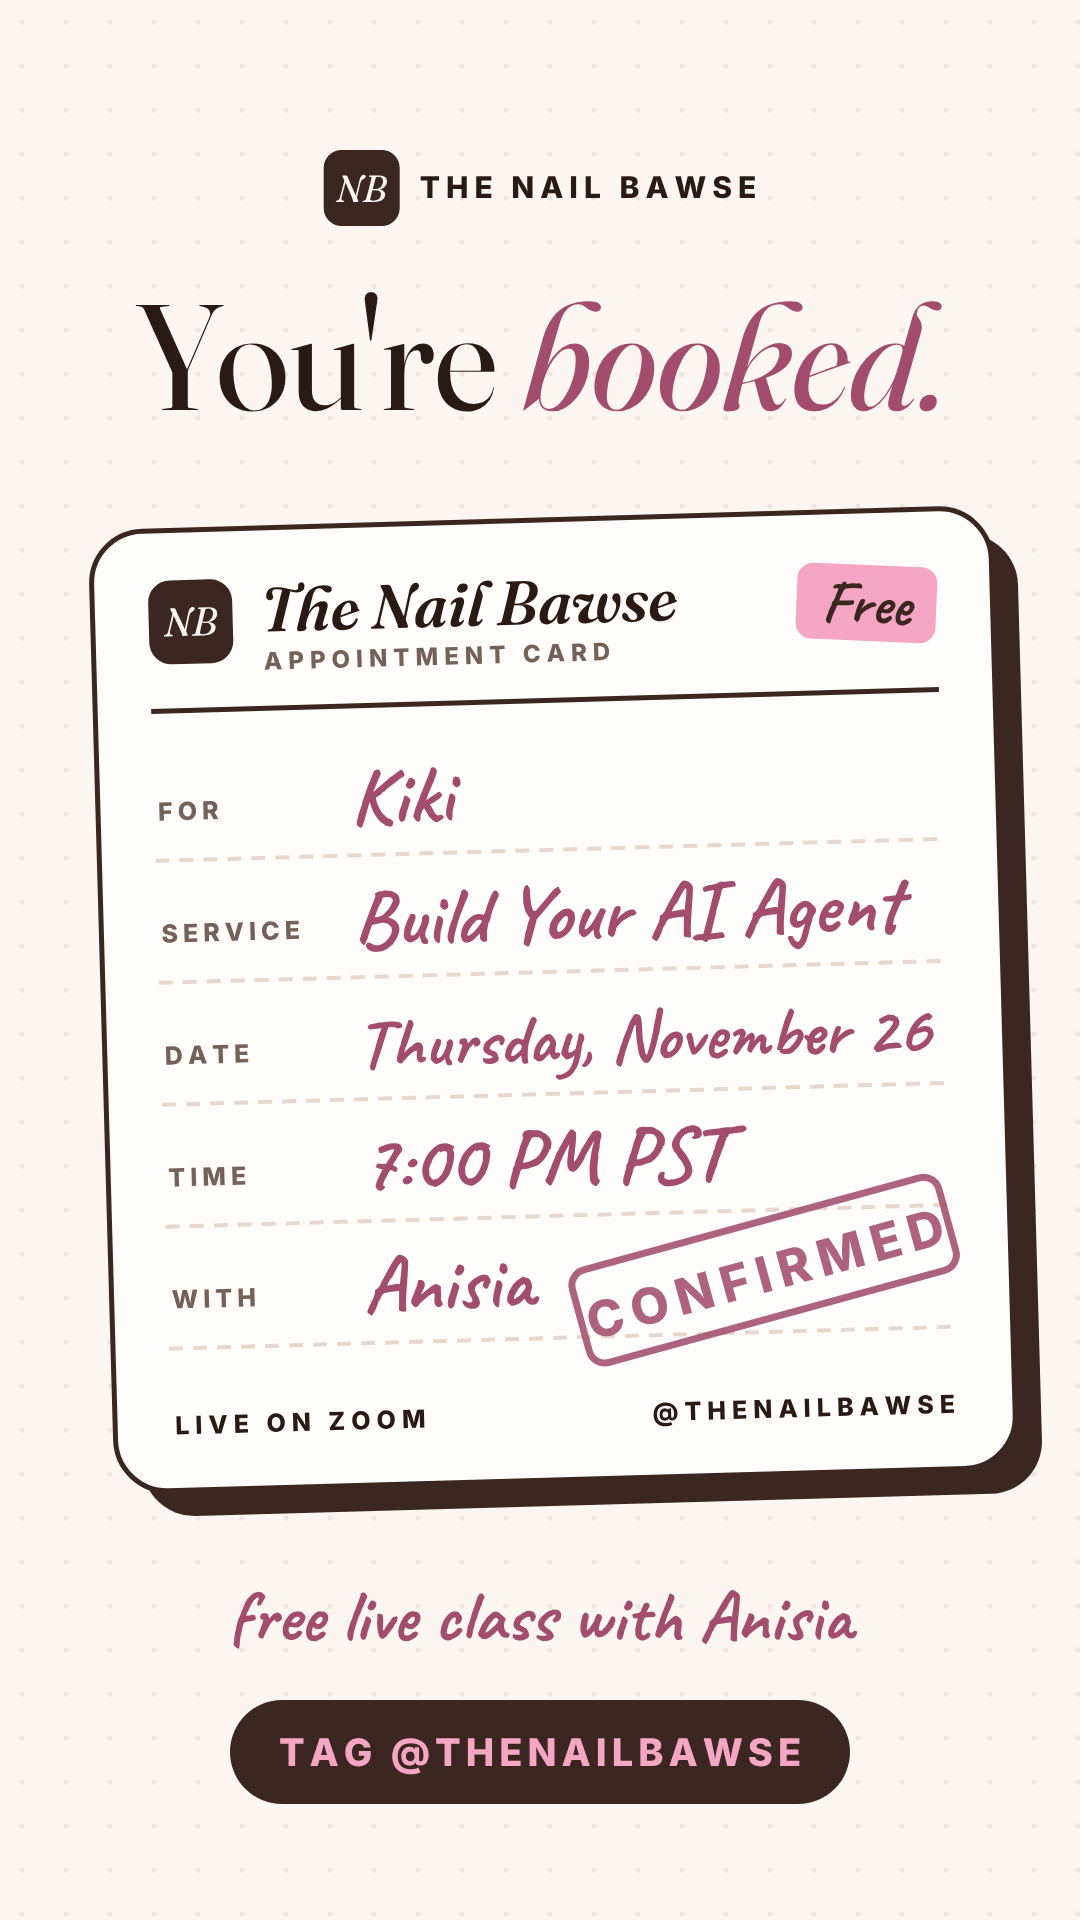 NB THE NAIL BAWSE
You're booked.
NB The Nail Bawse
APPOINTMENT CARD
Free
FOR Kiki
SERVICE Build Your AI Agent
DATE Thursday, November 26
TIME 7:00 PM PST
WITH Anisia
CONFIRMED
LIVE ON ZOOM @THENAILBAWSE
free live class with Anisia
TAG @THENAILBAWSE